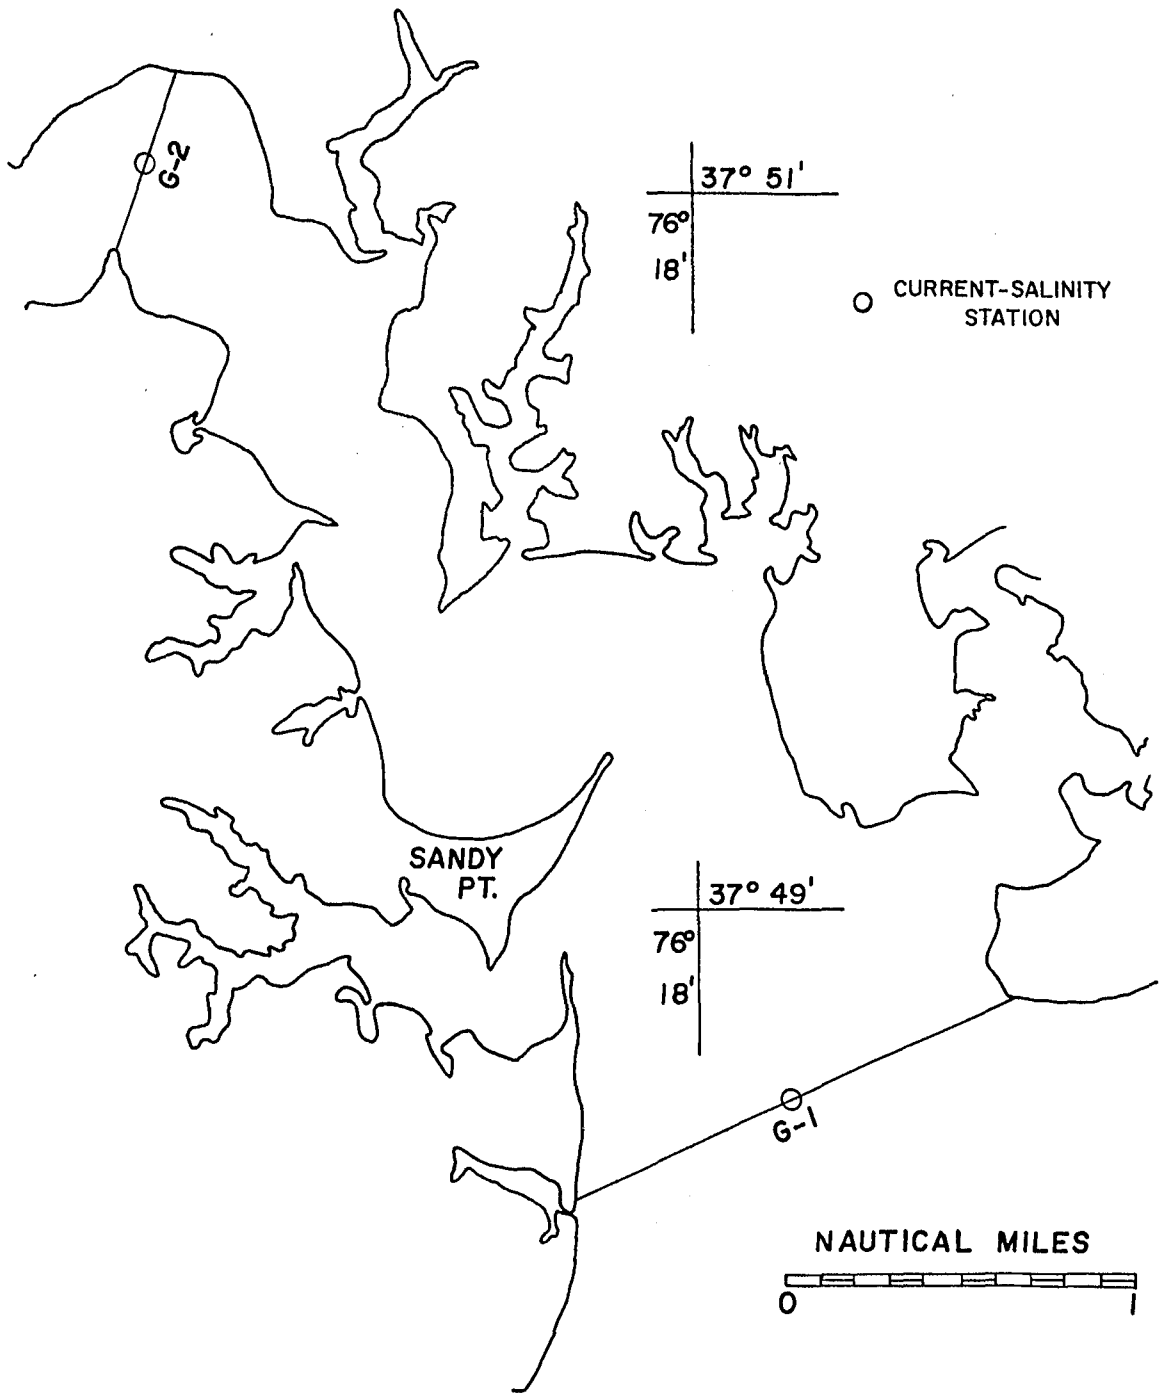 G-2
37° 51'
76°
18'
CURRENT-SALINITY
STATION
SANDY
PT.
37° 49'
76°
18'
G-1
NAUTICAL MILES
0 1